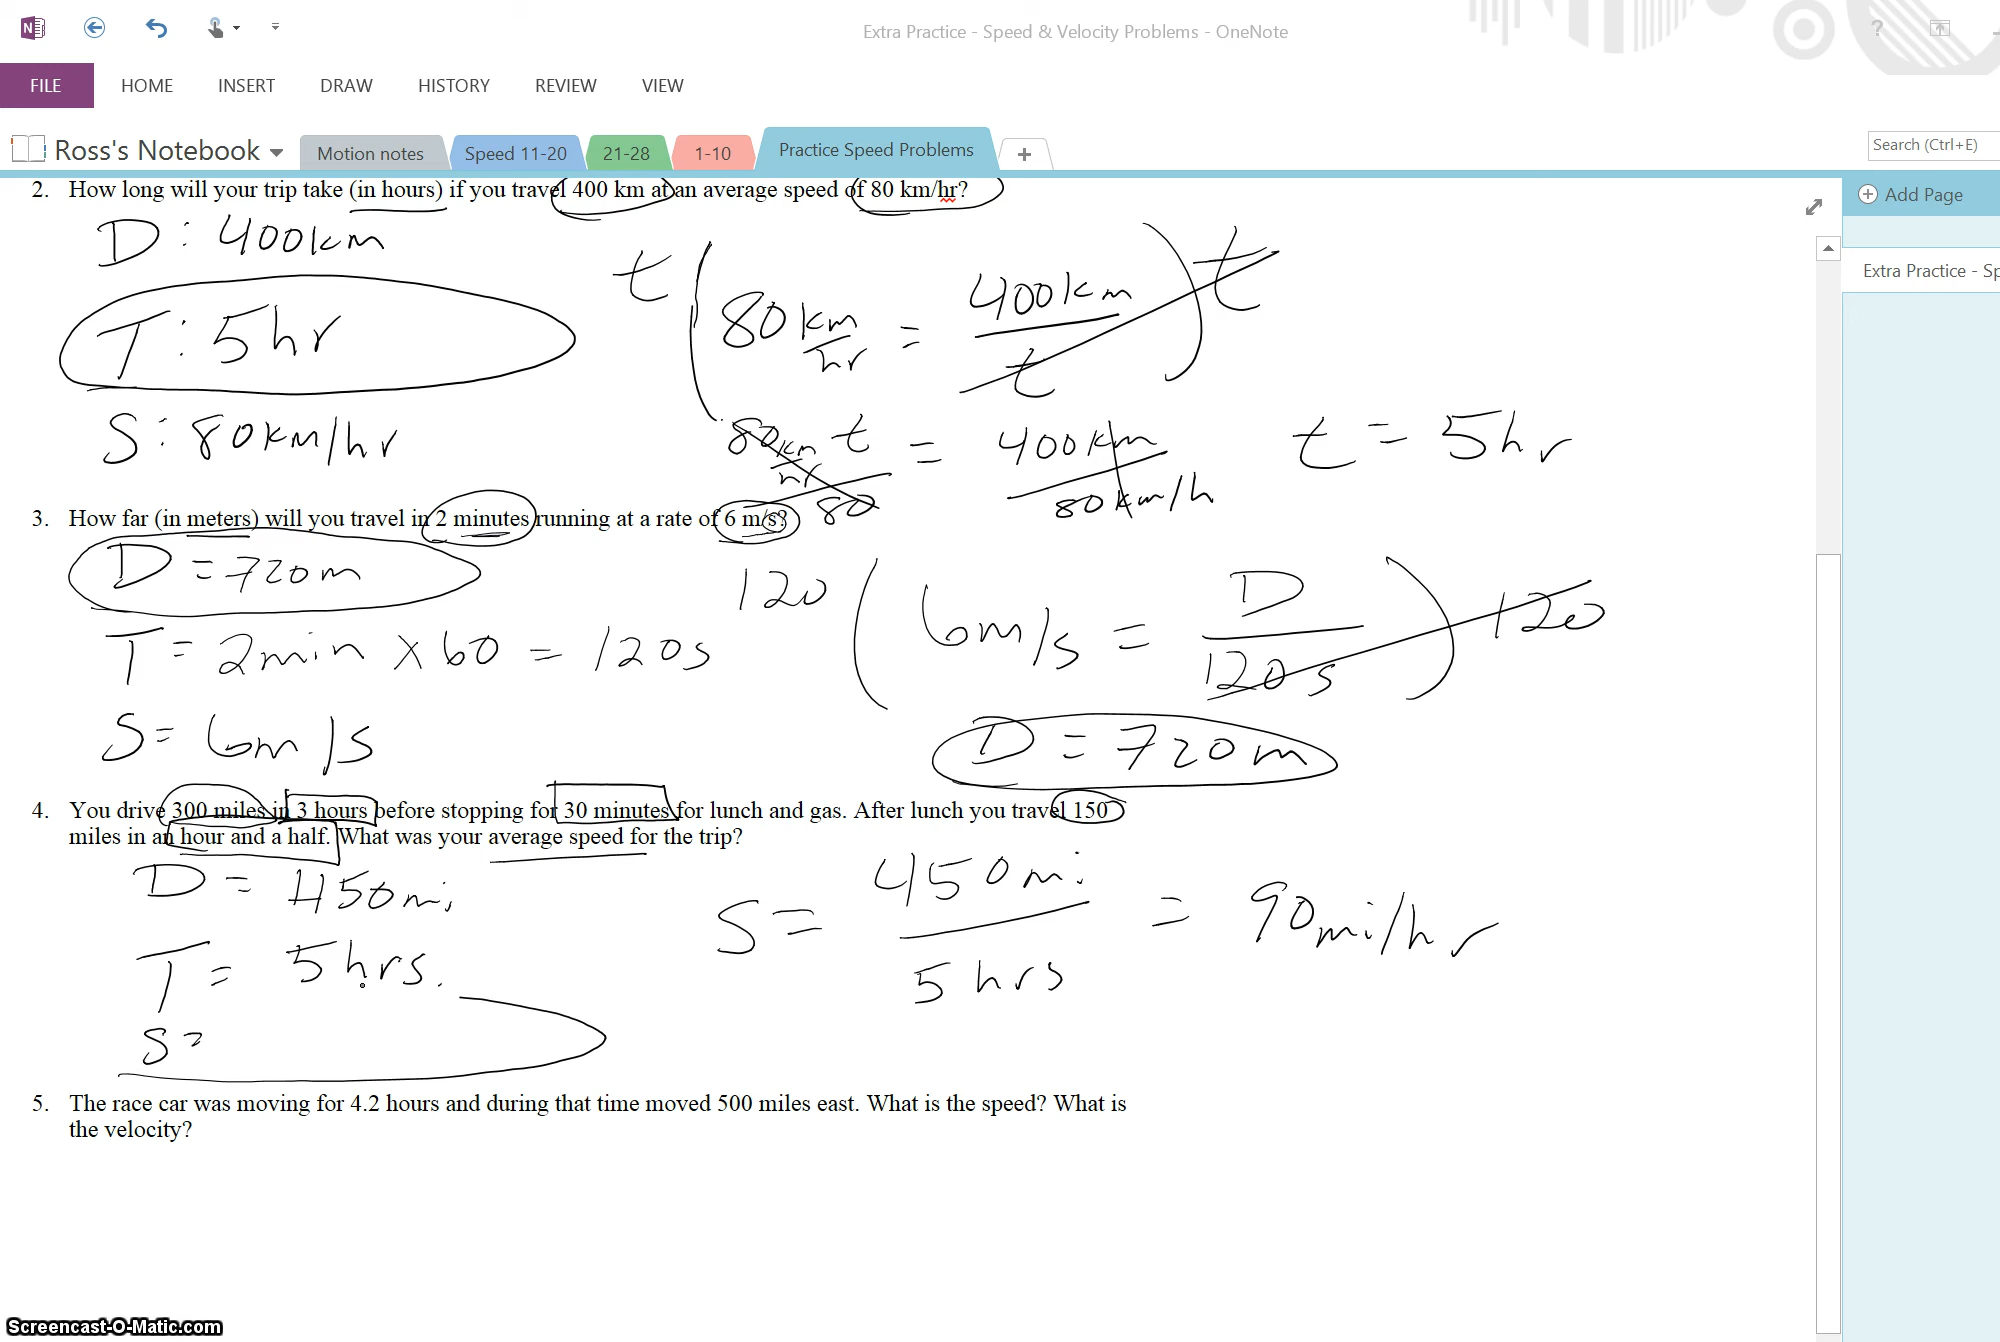 Extra Practice - Speed & Velocity Problems - OneNote
?
FILE HOME INSERT DRAW HISTORY REVIEW VIEW
Ross's Notebook Motion notes Speed 11-20 21-28 1-10 Practice Speed Problems + Search (Ctrl+E)
Add Page
Extra Practice - Sp
2. How long will your trip take (in hours) if you travel 400 km at an average speed of 80 km/hr?
D : 400km
T : 5hr
S : 80km/hr
t ( 80 km/hr = 400km / t ) t
80 km/hr t / 80 = 400km / 80km/h t = 5hr
3. How far (in meters) will you travel in 2 minutes running at a rate of 6 m/s?
D = 720m
T = 2min x 60 = 120s
S = 6m/s
120 ( 6m/s = D / 120s ) 120
D = 720m
4. You drive 300 miles in 3 hours before stopping for 30 minutes for lunch and gas. After lunch you travel 150
miles in an hour and a half. What was your average speed for the trip?
D = 450mi
T = 5hrs.
S =
S = 450mi / 5 hrs = 90mi/hr
5. The race car was moving for 4.2 hours and during that time moved 500 miles east. What is the speed? What is
the velocity?
Screencast-O-Matic.com